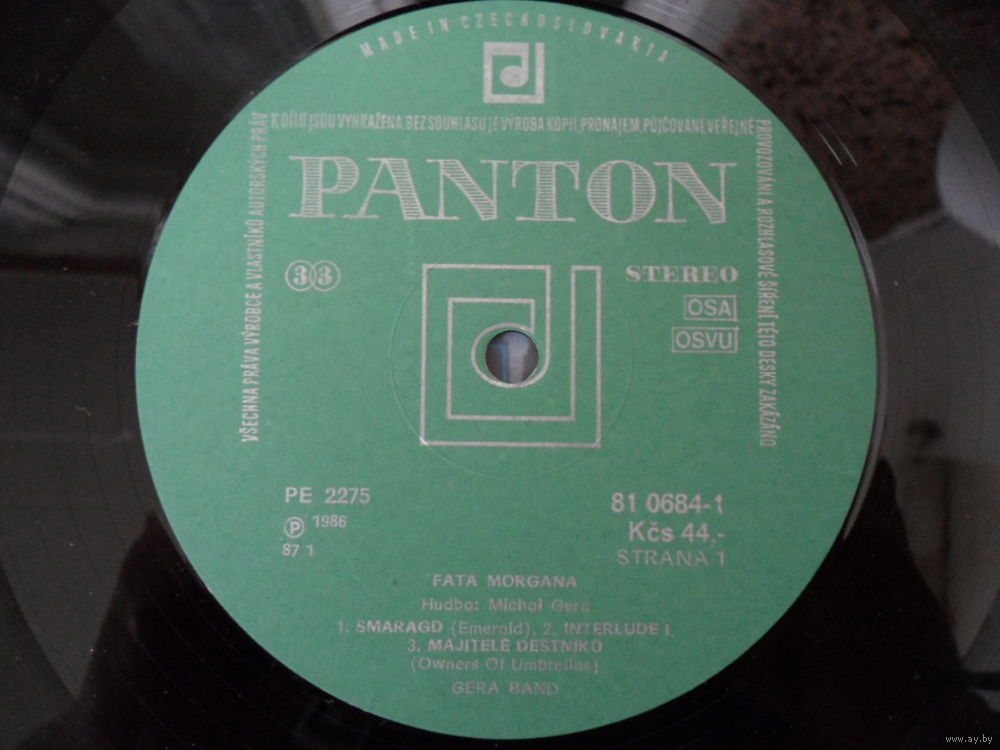 MADE IN CZECHOSLOVAKIA
VŠECHNA PRÁVA VÝROBCE A VLASTNÍKŮ AUTORSKÝCH PRÁV
K DÍLU JSOU VYHRAŽENA. BEZ SOUHLASU JE VÝROBA KOPIÍ, PRONÁJEM, PŮJČOVÁNÍ, VEŘEJNÉ
PROVOZOVÁNÍ A ROZHLASOVÉ ŠÍŘENÍ TÉTO DESKY ZAKÁZÁNO
PANTON
33
STEREO
OSA
OSVU
PE 2275
℗ 1986
87 1
81 0684-1
Kčs 44,-
STRANA 1
FATA MORGANA
Hudba: Michal Gera
1. SMARAGD (Emerald), 2. INTERLUDE I.
3. MAJITELÉ DEŠTNÍKŮ
(Owners Of Umbrellas)
GERA BAND
www.ay.by